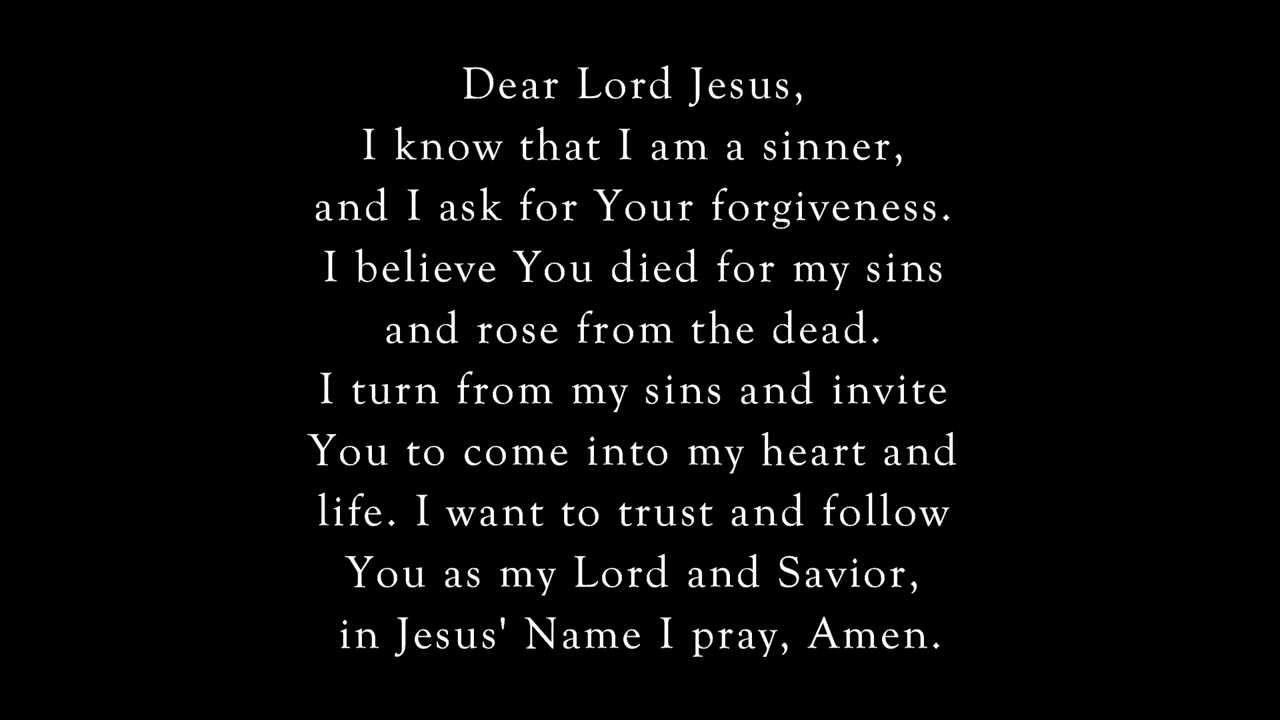 Dear Lord Jesus,
I know that I am a sinner,
and I ask for Your forgiveness.
I believe You died for my sins
and rose from the dead.
I turn from my sins and invite
You to come into my heart and
life. I want to trust and follow
You as my Lord and Savior,
in Jesus' Name I pray, Amen.